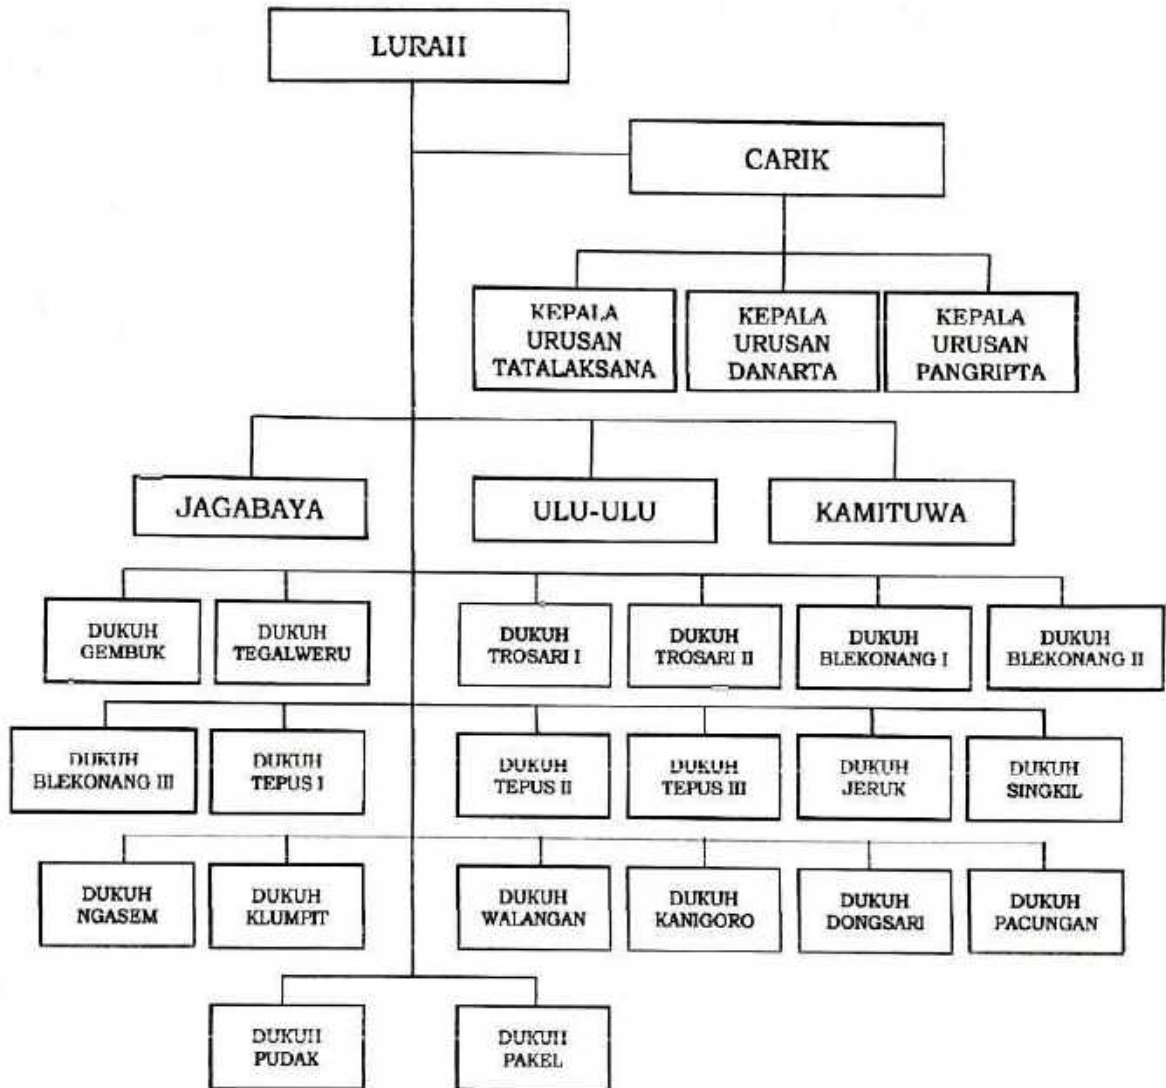 LURAH
CARIK
KEPALA
URUSAN
TATALAKSANA
KEPALA
URUSAN
DANARTA
KEPALA
URUSAN
PANGRIPTA
JAGABAYA
ULU-ULU
KAMITUWA
DUKUH
GEMBUK
DUKUH
TEGALWERU
DUKUH
TROSARI I
DUKUH
TROSARI II
DUKUH
BLEKONANG I
DUKUH
BLEKONANG II
DUKUH
BLEKONANG III
DUKUH
TEPUS I
DUKUH
TEPUS II
DUKUH
TEPUS III
DUKUH
JERUK
DUKUH
SINGKIL
DUKUH
NGASEM
DUKUH
KLUMPIT
DUKUH
WALANGAN
DUKUH
KANIGORO
DUKUH
DONGSARI
DUKUH
PACUNGAN
DUKUH
PUDAK
DUKUH
PAKEL